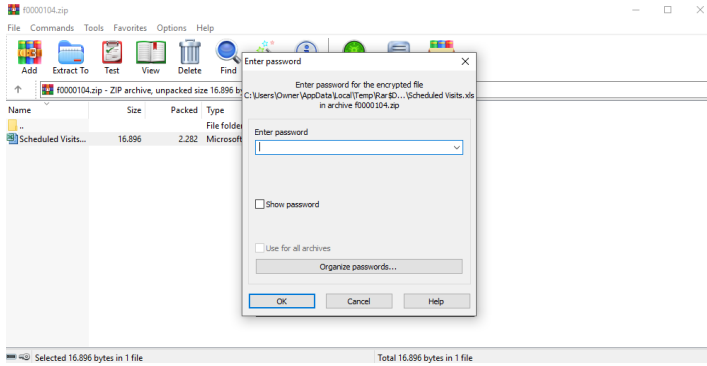 f0000104.zip
File Commands Tools Favorites Options Help
Add Extract To Test View Delete Find
f0000104.zip - ZIP archive, unpacked size 16.896 b
Name Size Packed Type
.. File folder
Scheduled Visits... 16.896 2.282 Microsoft
Enter password
Enter password for the encrypted file
C:\Users\Owner\AppData\Local\Temp\Rar$D...\Scheduled Visits.xls
in archive f0000104.zip
Enter password
Show password
Use for all archives
Organize passwords...
OK Cancel Help
Selected 16.896 bytes in 1 file Total 16.896 bytes in 1 file